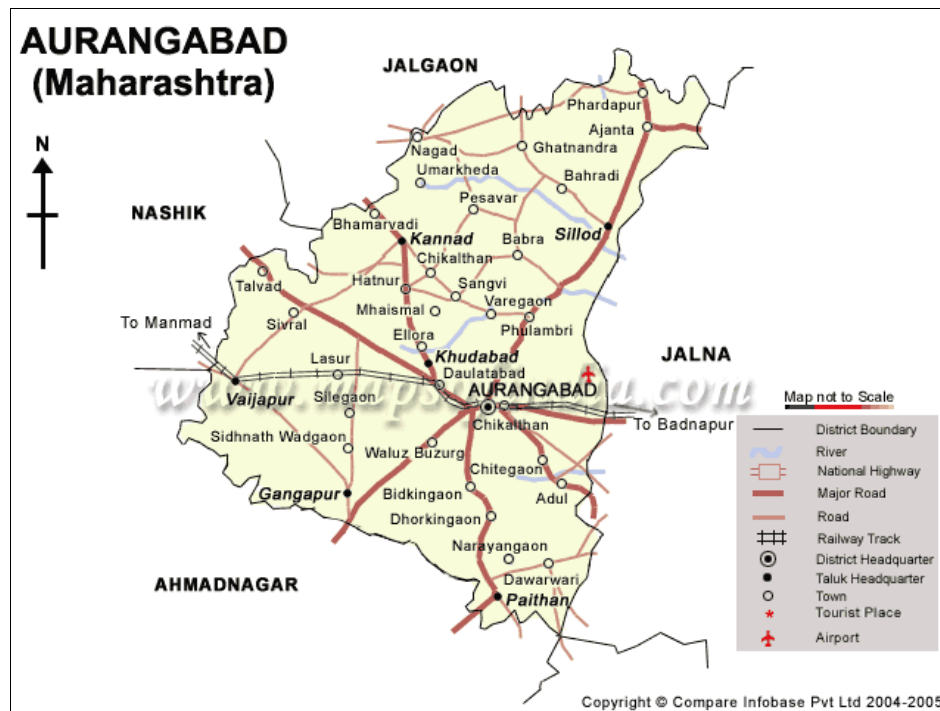 AURANGABAD
(Maharashtra)
JALGAON
N
NASHIK
Phardapur
Ajanta
Nagad
Ghatnandra
Umarkheda
Bahradi
Pesavar
Bhamarvadi
Kannad
Babra
Sillod
Chikalthan
Talvad
Hatnur
Sangvi
Mhaismal
Varegaon
Sivral
Phulambri
To Manmad
Ellora
JALNA
Lasur
Khudabad
Daulatabad
AURANGABAD
Vaijapur
Silegaon
Chikalthan
To Badnapur
Sidhnath Wadgaon
Waluz Buzurg
Chitegaon
Gangapur
Bidkingaon
Adul
Dhorkingaon
Narayangaon
AHMADNAGAR
Dawarwari
Paithan
Map not to Scale
District Boundary
River
National Highway
Major Road
Road
Railway Track
District Headquarter
Taluk Headquarter
Town
Tourist Place
Airport
Copyright © Compare Infobase Pvt Ltd 2004-2005